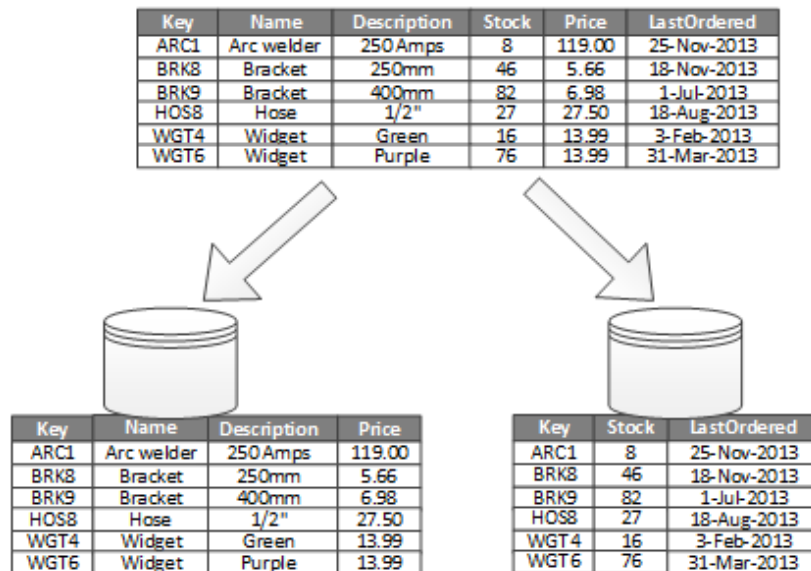 Key Name Description Stock Price LastOrdered
ARC1 Arc welder 250 Amps 8 119.00 25-Nov-2013
BRK8 Bracket 250mm 46 5.66 18-Nov-2013
BRK9 Bracket 400mm 82 6.98 1-Jul-2013
HOS8 Hose 1/2" 27 27.50 18-Aug-2013
WGT4 Widget Green 16 13.99 3-Feb-2013
WGT6 Widget Purple 76 13.99 31-Mar-2013
Key Name Description Price
ARC1 Arc welder 250 Amps 119.00
BRK8 Bracket 250mm 5.66
BRK9 Bracket 400mm 6.98
HOS8 Hose 1/2" 27.50
WGT4 Widget Green 13.99
WGT6 Widget Purple 13.99
Key Stock LastOrdered
ARC1 8 25-Nov-2013
BRK8 46 18-Nov-2013
BRK9 82 1-Jul-2013
HOS8 27 18-Aug-2013
WGT4 16 3-Feb-2013
WGT6 76 31-Mar-2013